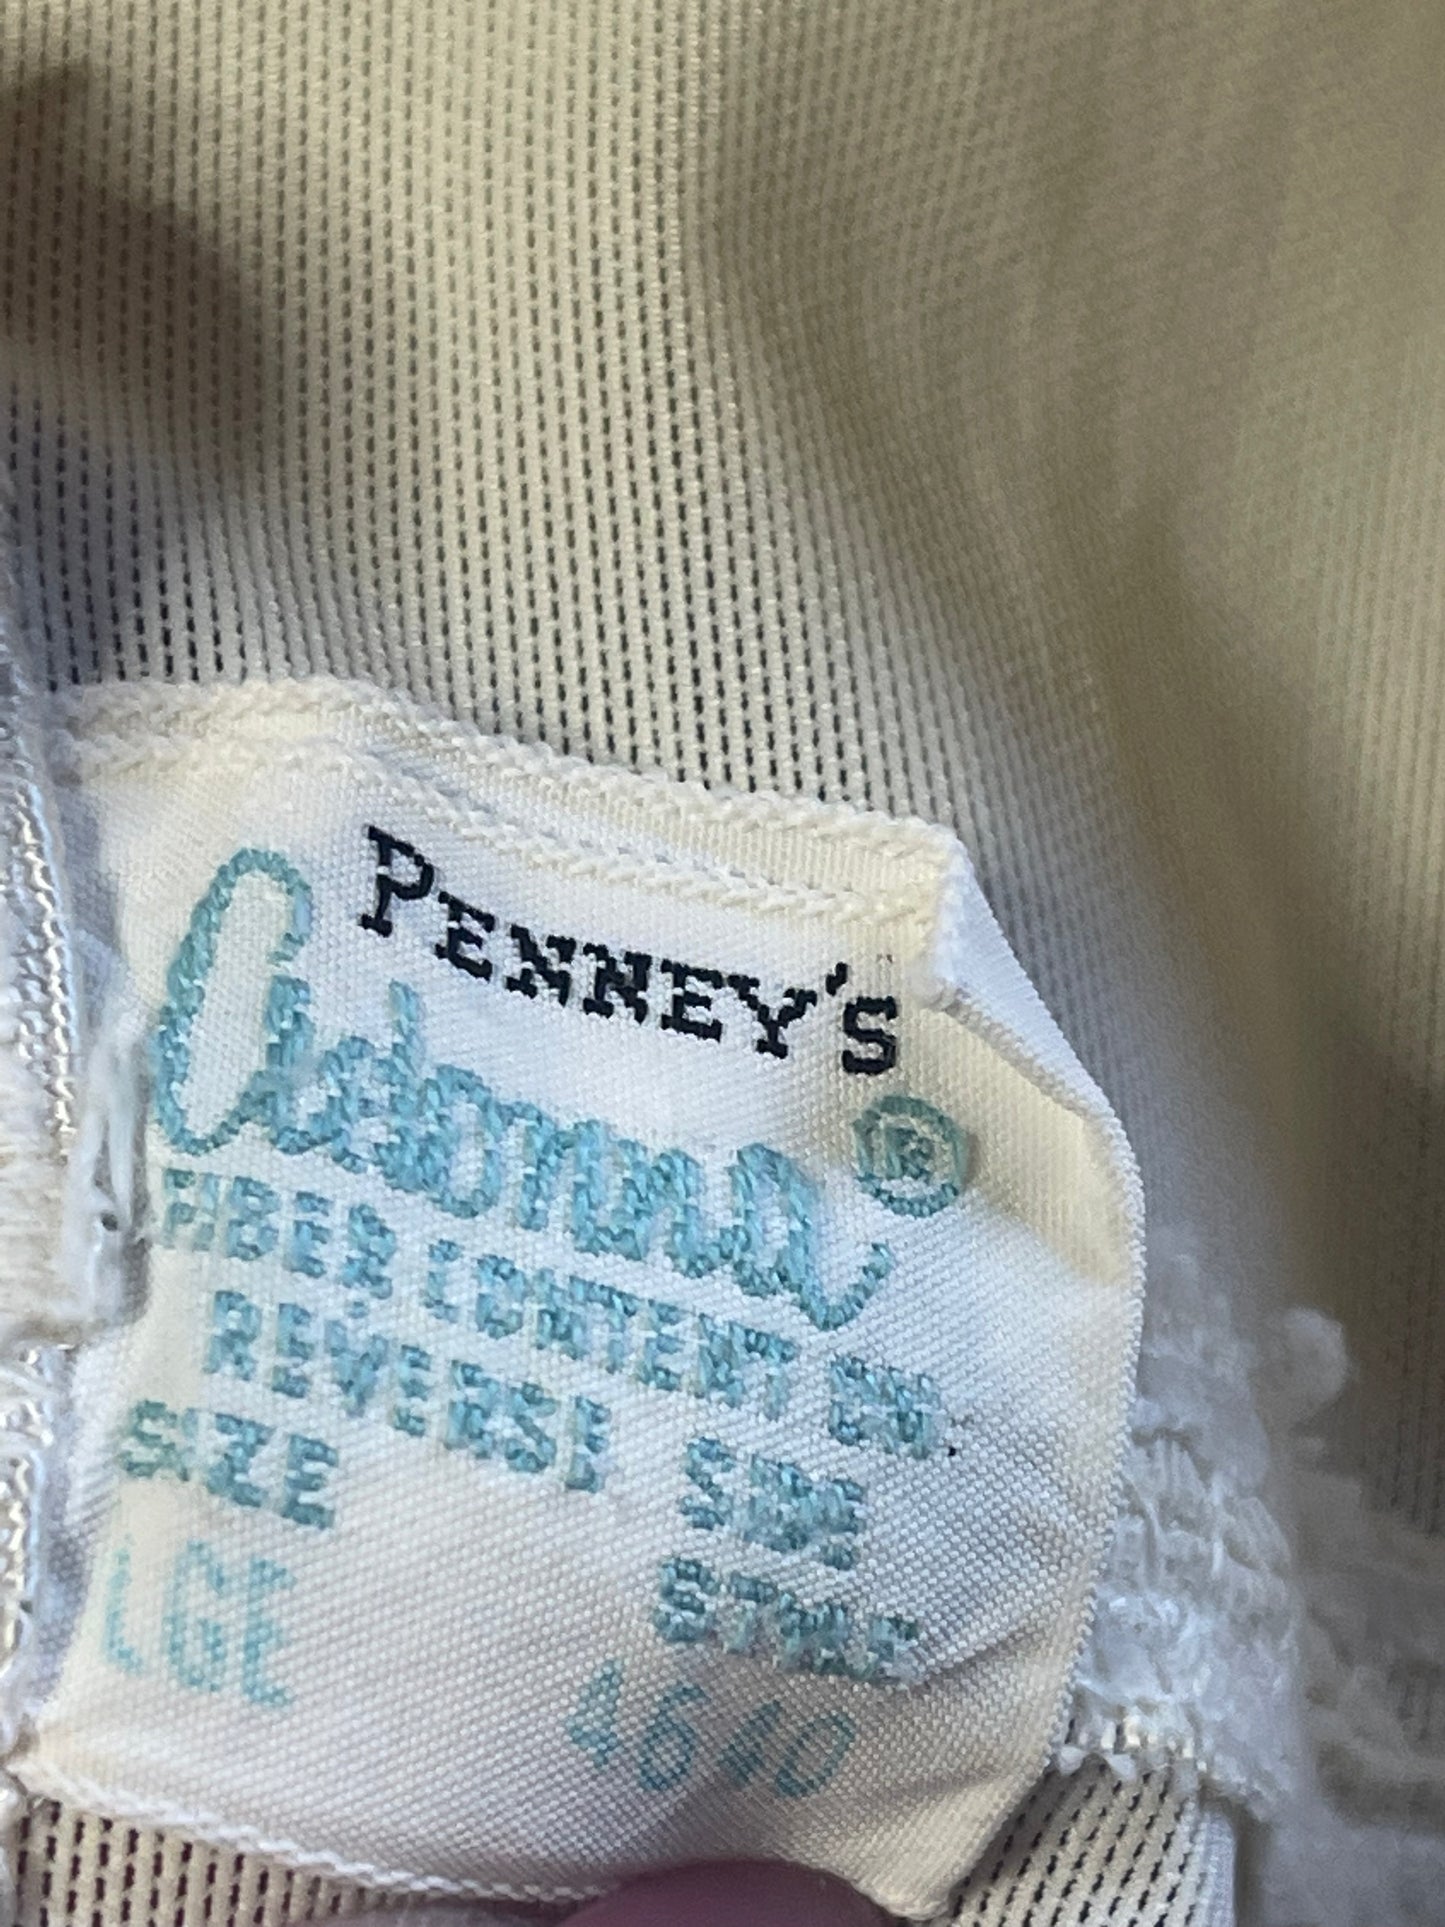 PENNEY'S
Adonna ®
FIBER CONTENT ON
REVERSE SIDE
SIZE STYLE
LGE 4640